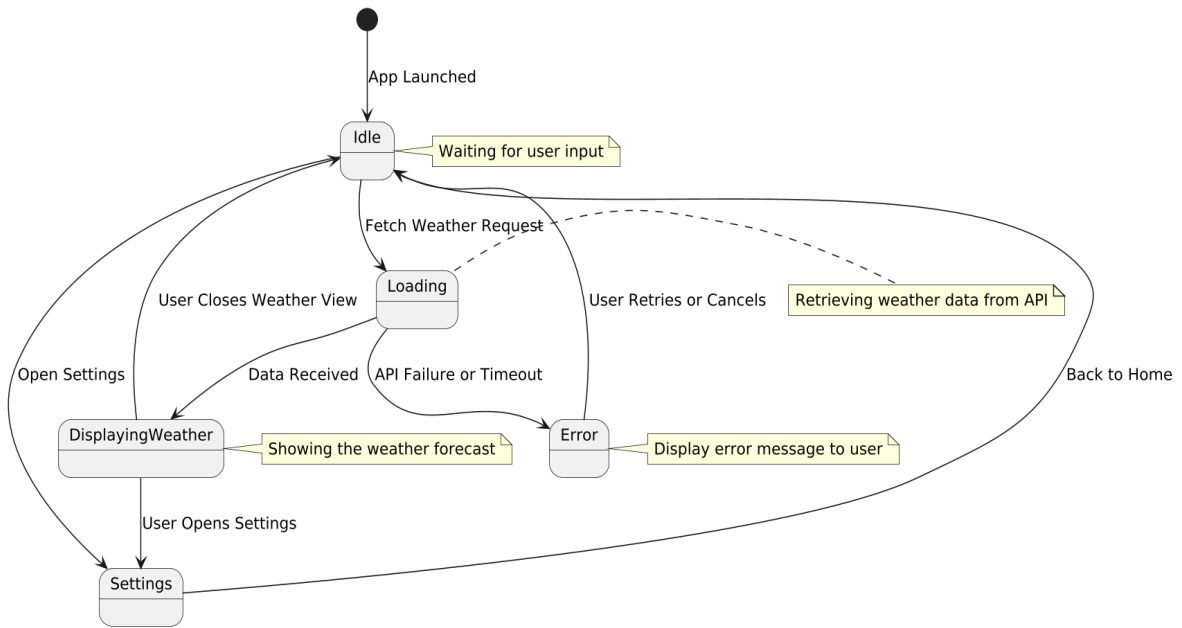 App Launched
Idle
Waiting for user input
Fetch Weather Request
Loading
User Closes Weather View
User Retries or Cancels
Retrieving weather data from API
Open Settings
Data Received
API Failure or Timeout
Back to Home
DisplayingWeather
Showing the weather forecast
Error
Display error message to user
User Opens Settings
Settings